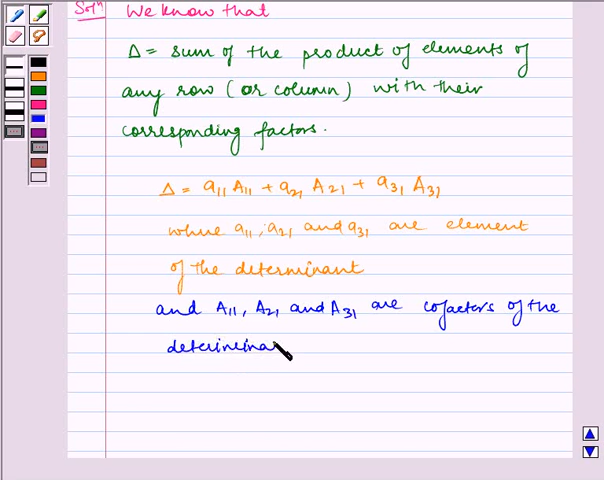 Solⁿ We know that
Δ = sum of the product of elements of
any row (or column) with their
corresponding factors.
Δ = a₁₁ A₁₁ + a₂₁ A₂₁ + a₃₁ A₃₁
where a₁₁, a₂₁ and a₃₁ are element
of the determinant
and A₁₁, A₂₁ and A₃₁ are cofactors of the
determina